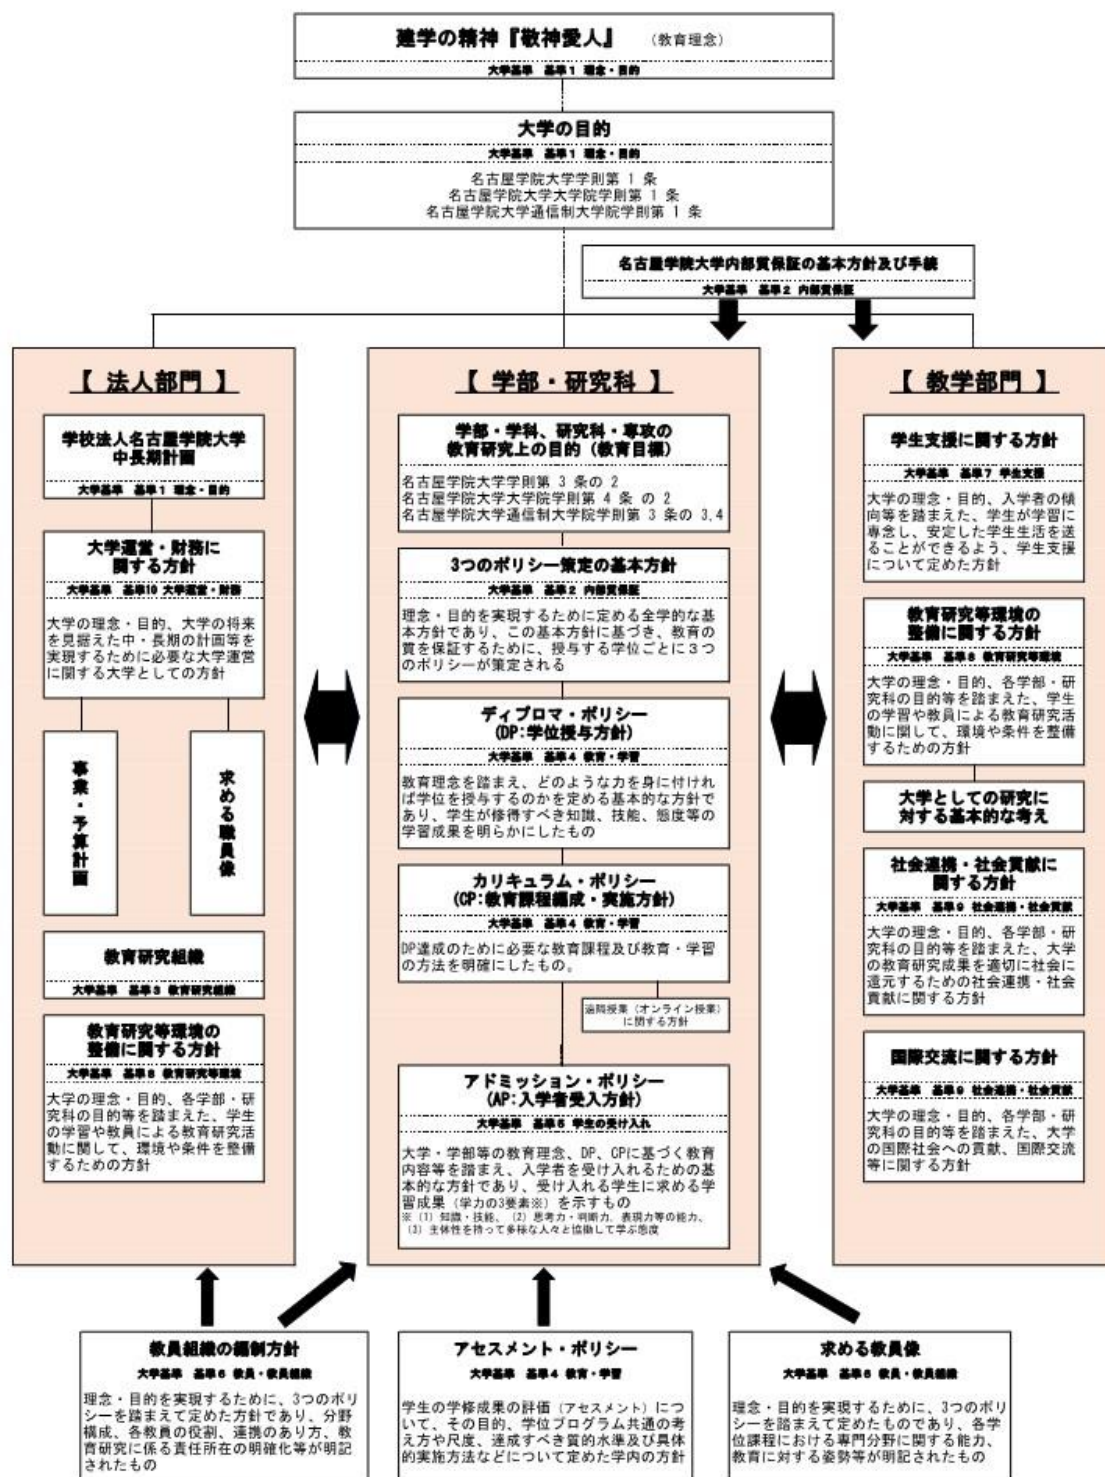 建学の精神『敬神愛人』 （教育理念）
大学基準 基準1 理念・目的
大学の目的
大学基準 基準1 理念・目的
名古屋学院大学学則第 1 条
名古屋学院大学大学院学則第 1 条
名古屋学院大学通信制大学院学則第 1 条
名古屋学院大学内部質保証の基本方針及び手続
大学基準 基準2 内部質保証
【 法人部門 】
学校法人名古屋学院大学
中長期計画
大学基準 基準1 理念・目的
大学運営・財務に
関する方針
大学基準 基準10 大学運営・財務
大学の理念・目的、大学の将来
を見据えた中・長期の計画等を
実現するために必要な大学運営
に関する大学としての方針
事業・予算計画
求める職員像
教育研究組織
大学基準 基準3 教育研究組織
教育研究等環境の
整備に関する方針
大学基準 基準8 教育研究等環境
大学の理念・目的、各学部・研
究科の目的等を踏まえた、学生
の学習や教員による教育研究活
動に関して、環境や条件を整備
するための方針
【 学部・研究科 】
学部・学科、研究科・専攻の
教育研究上の目的（教育目標）
名古屋学院大学学則第 3 条の 2
名古屋学院大学大学院学則第 4 条 の 2
名古屋学院大学通信制大学院学則第 3 条の 3,4
3つのポリシー策定の基本方針
大学基準 基準2 内部質保証
理念・目的を実現するために定める全学的な基
本方針であり、この基本方針に基づき、教育の
質を保証するために、授与する学位ごとに３つ
のポリシーが策定される
ディプロマ・ポリシー
(DP:学位授与方針)
大学基準 基準4 教育・学習
教育理念を踏まえ、どのような力を身に付けれ
ば学位を授与するのかを定める基本的な方針で
あり、学生が修得すべき知識、技能、態度等の
学習成果を明らかにしたもの
カリキュラム・ポリシー
(CP:教育課程編成・実施方針)
大学基準 基準4 教育・学習
DP達成のために必要な教育課程及び教育・学習
の方法を明確にしたもの。
遠隔授業（オンライン授業）
に関する方針
アドミッション・ポリシー
(AP:入学者受入方針)
大学基準 基準5 学生の受け入れ
大学・学部等の教育理念、DP、CPに基づく教育
内容等を踏まえ、入学者を受け入れるための基
本的な方針であり、受け入れる学生に求める学
習成果（学力の3要素※）を示すもの
※（1）知識・技能、（2）思考力・判断力、表現力等の能力、
（3）主体性を持って多様な人々と協働して学ぶ態度
【 教学部門 】
学生支援に関する方針
大学基準 基準7 学生支援
大学の理念・目的、入学者の傾
向等を踏まえた、学生が学習に
専念し、安定した学生生活を送
ることができるよう、学生支援
について定めた方針
教育研究等環境の
整備に関する方針
大学基準 基準8 教育研究等環境
大学の理念・目的、各学部・研
究科の目的等を踏まえた、学生
の学習や教員による教育研究活
動に関して、環境や条件を整備
するための方針
大学としての研究に
対する基本的な考え
社会連携・社会貢献に
関する方針
大学基準 基準9 社会連携・社会貢献
大学の理念・目的、各学部・研
究科の目的等を踏まえた、大学
の教育研究成果を適切に社会に
還元するための社会連携・社会
貢献に関する方針
国際交流に関する方針
大学基準 基準9 社会連携・社会貢献
大学の理念・目的、各学部・研
究科の目的等を踏まえた、大学
の国際社会への貢献、国際交流
等に関する方針
教員組織の編制方針
大学基準 基準6 教員・教員組織
理念・目的を実現するために、3つのポリ
シーを踏まえて定めた方針であり、分野
構成、各教員の役割、連携のあり方、教
育研究に係る責任所在の明確化等が明記
されたもの
アセスメント・ポリシー
大学基準 基準4 教育・学習
学生の学修成果の評価（アセスメント）につ
いて、その目的、学位プログラム共通の考
え方や尺度、達成すべき質的水準及び具体
的実施方法などについて定めた学内の方針
求める教員像
大学基準 基準6 教員・教員組織
理念・目的を実現するために、3つのポリ
シーを踏まえて定めたものであり、各学
位課程における専門分野に関する能力、
教育に対する姿勢等が明記されたもの